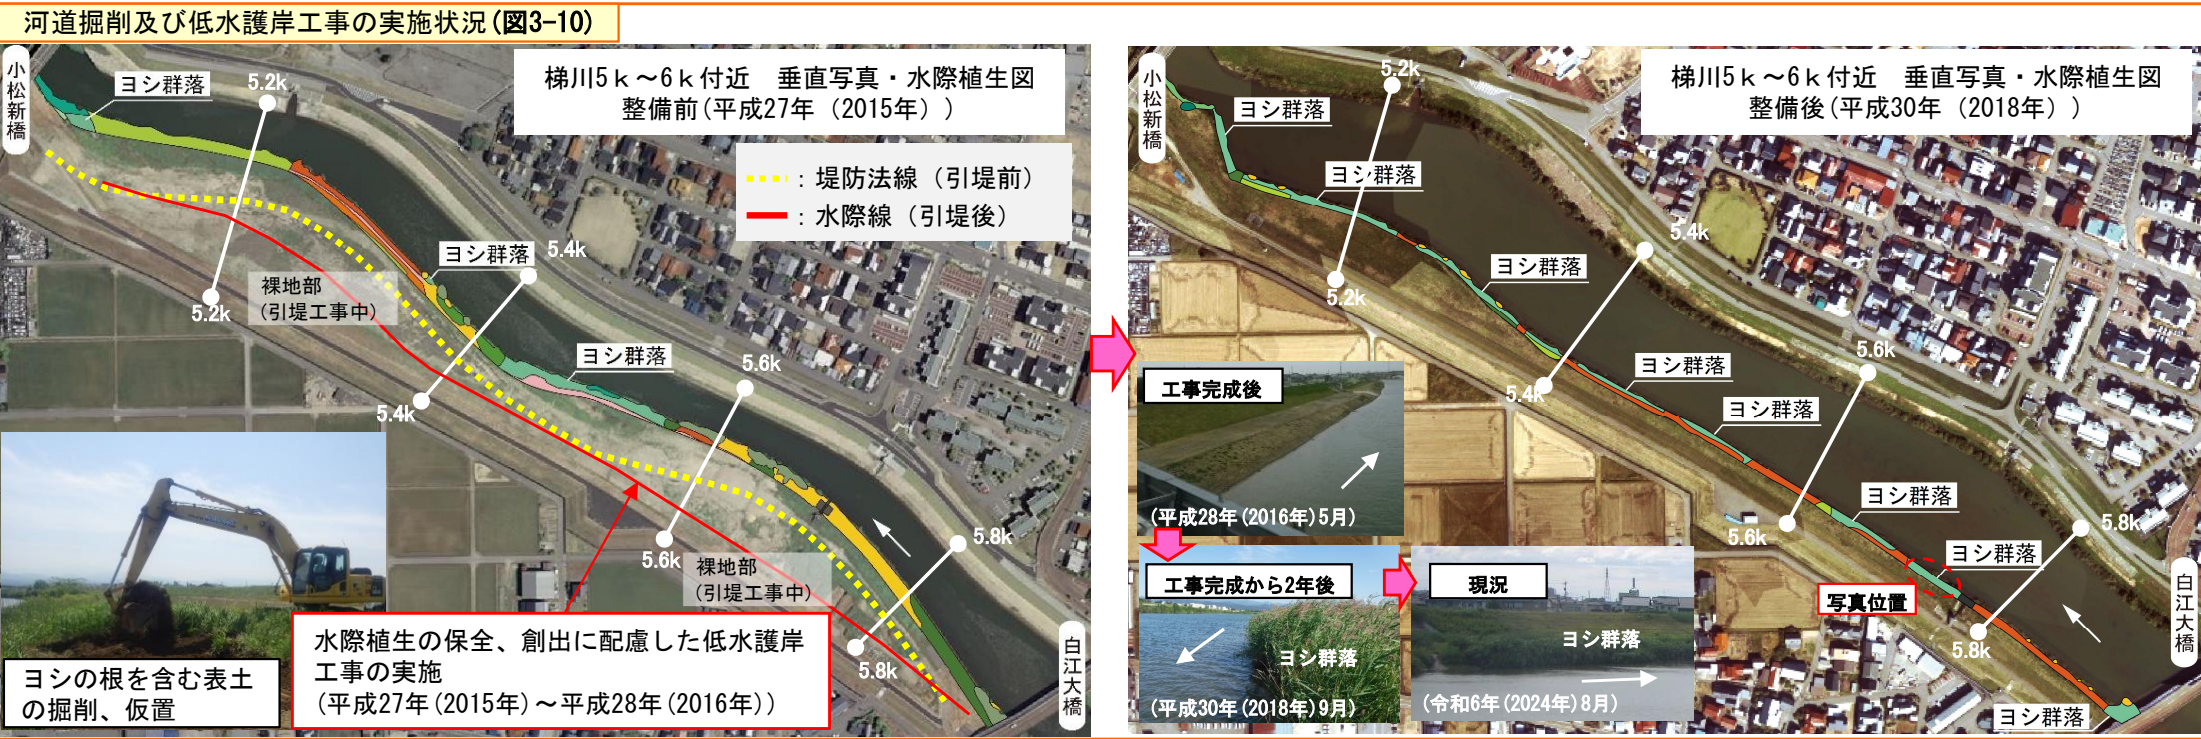 河道掘削及び低水護岸工事の実施状況(図3-10)
小松新橋
ヨシ群落
5.2k
梯川5k～6k付近　垂直写真・水際植生図
整備前(平成27年（2015年）)
：堤防法線（引堤前）
：水際線（引堤後）
ヨシ群落
5.4k
裸地部
(引堤工事中)
5.2k
ヨシ群落
5.6k
5.4k
5.8k
5.6k
裸地部
(引堤工事中)
5.8k
白江大橋
ヨシの根を含む表土
の掘削、仮置
水際植生の保全、創出に配慮した低水護岸
工事の実施
(平成27年(2015年)～平成28年(2016年))
小松新橋
5.2k
梯川5k～6k付近　垂直写真・水際植生図
整備後(平成30年（2018年）)
ヨシ群落
ヨシ群落
5.4k
ヨシ群落
5.2k
5.6k
ヨシ群落
5.4k
ヨシ群落
ヨシ群落
5.8k
5.6k
ヨシ群落
写真位置
5.8k
白江大橋
ヨシ群落
工事完成後
(平成28年(2016年)5月)
工事完成から2年後
ヨシ群落
(平成30年(2018年)9月)
現況
ヨシ群落
(令和6年(2024年)8月)